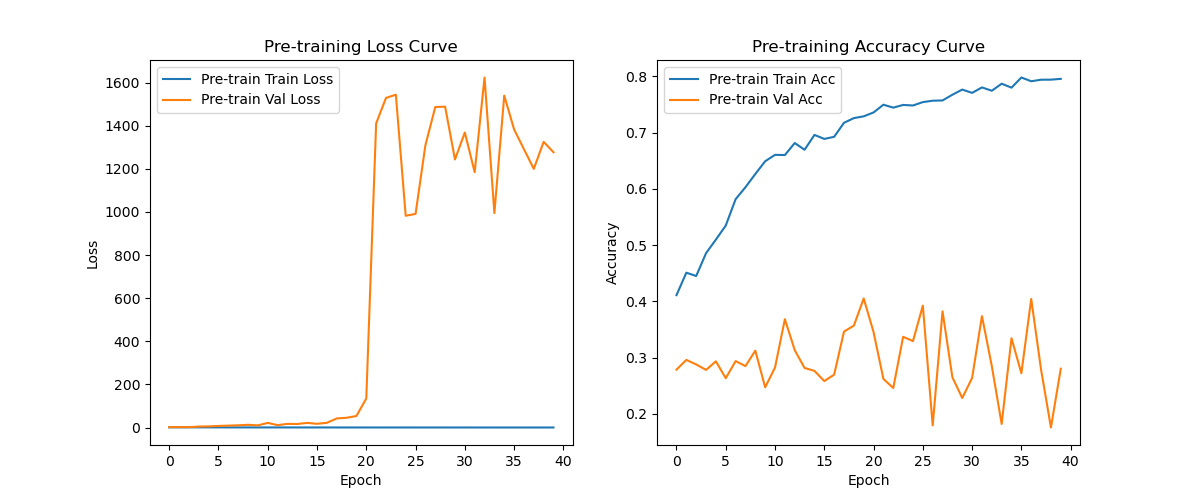 Pre-training Loss Curve
Pre-train Train Loss
Pre-train Val Loss
1600
1400
1200
1000
800
600
400
200
0
Loss
0 5 10 15 20 25 30 35 40
Epoch
Pre-training Accuracy Curve
Pre-train Train Acc
Pre-train Val Acc
0.8
0.7
0.6
0.5
0.4
0.3
0.2
Accuracy
0 5 10 15 20 25 30 35 40
Epoch